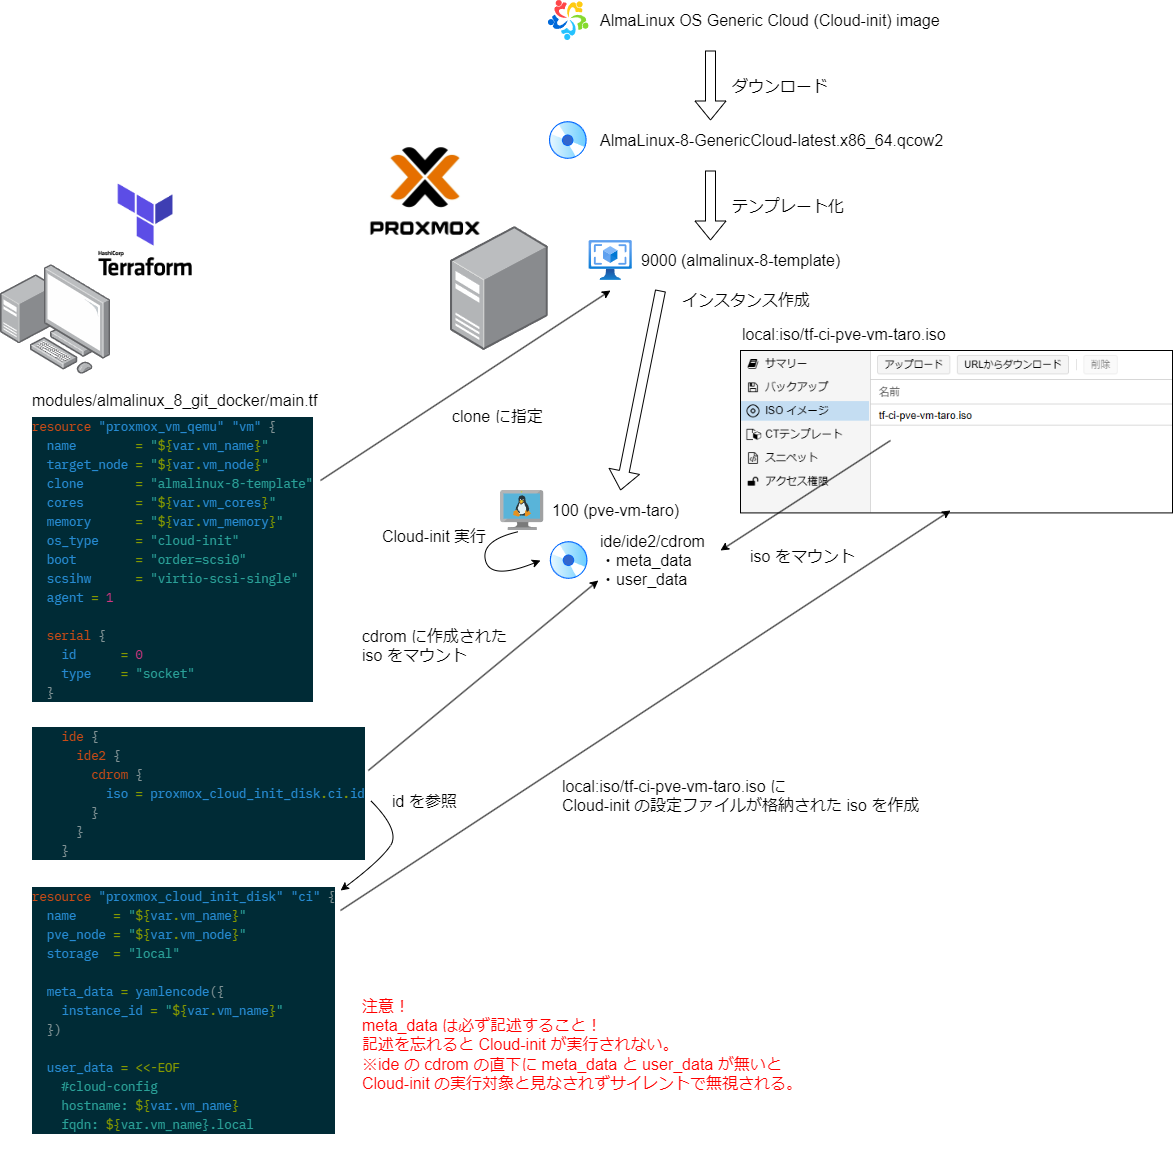 AlmaLinux OS Generic Cloud (Cloud-init) image
ダウンロード
AlmaLinux-8-GenericCloud-latest.x86_64.qcow2
テンプレート化
PROXMOX
HashiCorp
Terraform
9000 (almalinux-8-template)
インスタンス作成
local:iso/tf-ci-pve-vm-taro.iso
サマリー
バックアップ
ISO イメージ
CTテンプレート
スニペット
アクセス権限
アップロード URLからダウンロード 削除
名前
tf-ci-pve-vm-taro.iso
modules/almalinux_8_git_docker/main.tf
resource "proxmox_vm_qemu" "vm" {
  name        = "${var.vm_name}"
  target_node = "${var.vm_node}"
  clone       = "almalinux-8-template"
  cores       = "${var.vm_cores}"
  memory      = "${var.vm_memory}"
  os_type     = "cloud-init"
  boot        = "order=scsi0"
  scsihw      = "virtio-scsi-single"
  agent = 1
  serial {
    id      = 0
    type    = "socket"
  }
clone に指定
100 (pve-vm-taro)
Cloud-init 実行
ide/ide2/cdrom
・meta_data
・user_data
iso をマウント
cdrom に作成された
iso をマウント
    ide {
      ide2 {
        cdrom {
          iso = proxmox_cloud_init_disk.ci.id
        }
      }
    }
id を参照
local:iso/tf-ci-pve-vm-taro.iso に
Cloud-init の設定ファイルが格納された iso を作成
resource "proxmox_cloud_init_disk" "ci" {
  name     = "${var.vm_name}"
  pve_node = "${var.vm_node}"
  storage  = "local"
  meta_data = yamlencode({
    instance_id = "${var.vm_name}"
  })
  user_data = <<-EOF
    #cloud-config
    hostname: ${var.vm_name}
    fqdn: ${var.vm_name}.local
注意！
meta_data は必ず記述すること！
記述を忘れると Cloud-init が実行されない。
※ide の cdrom の直下に meta_data と user_data が無いと
Cloud-init の実行対象と見なされずサイレントで無視される。